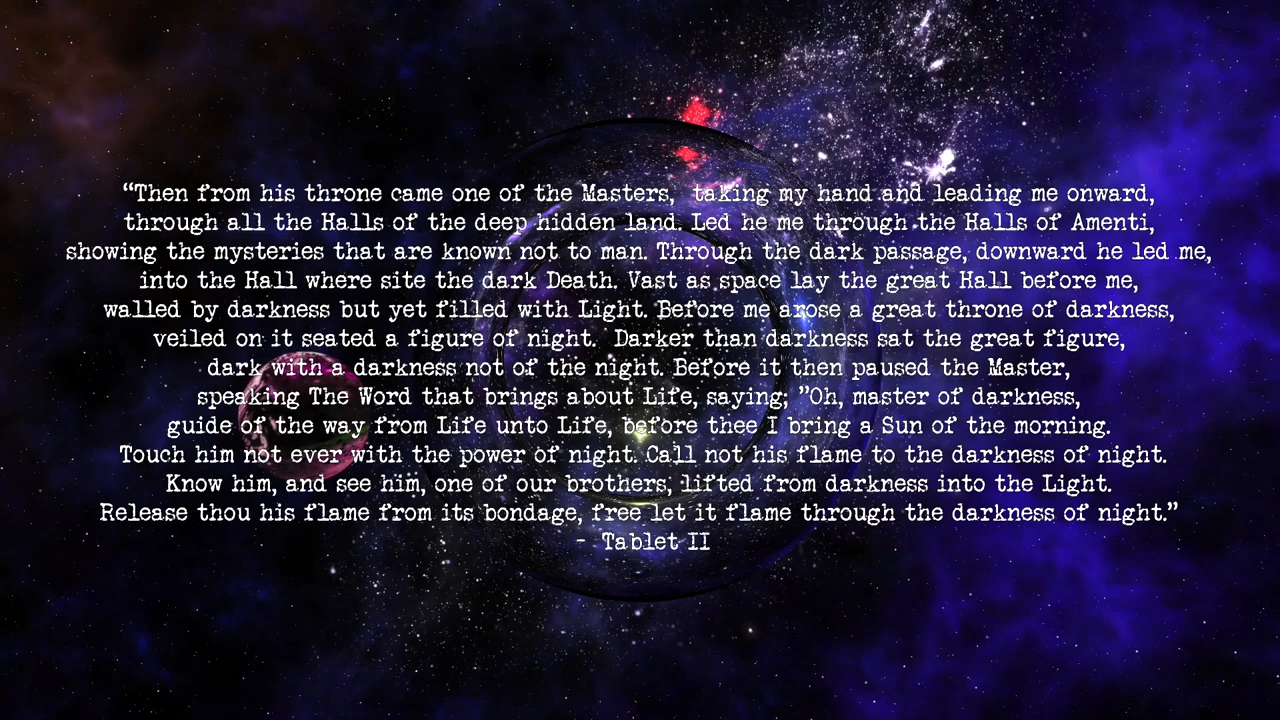 “Then from his throne came one of the Masters,  taking my hand and leading me onward,
through all the Halls of the deep hidden land. Led he me through the Halls of Amenti,
showing the mysteries that are known not to man. Through the dark passage, downward he led me,
into the Hall where site the dark Death. Vast as space lay the great Hall before me,
walled by darkness but yet filled with Light. Before me arose a great throne of darkness,
veiled on it seated a figure of night.  Darker than darkness sat the great figure,
dark with a darkness not of the night. Before it then paused the Master,
speaking The Word that brings about Life, saying; ”Oh, master of darkness,
guide of the way from Life unto Life, before thee I bring a Sun of the morning.
Touch him not ever with the power of night. Call not his flame to the darkness of night.
Know him, and see him, one of our brothers, lifted from darkness into the Light.
Release thou his flame from its bondage, free let it flame through the darkness of night.”
- Tablet II